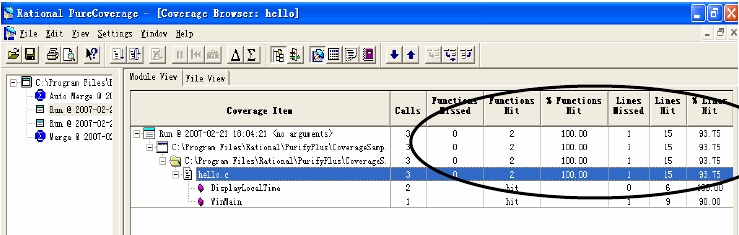 Rational PureCoverage - [Coverage Browser: hello]
File Edit View Settings Window Help
C:\Program Files\
Auto Merge @ 20
Run @ 2007-02-2
Run @ 2007-02-2
Merge @ 2007-02
Module View File View
Coverage Item Calls Functions Missed Functions Hit % Functions Hit Lines Missed Lines Hit % Lines Hit
Run @ 2007-02-21 18:04:21 <no arguments> 3 0 2 100.00 1 15 93.75
C:\Program Files\Rational\PurifyPlus\CoverageSamp 3 0 2 100.00 1 15 93.75
C:\Program Files\Rational\PurifyPlus\CoverageS. 3 0 2 100.00 1 15 93.75
hello.c 3 0 2 100.00 1 15 93.75
DisplayLocalTime 2 hit 0 6 100.00
WinMain 1 hit 1 9 90.00